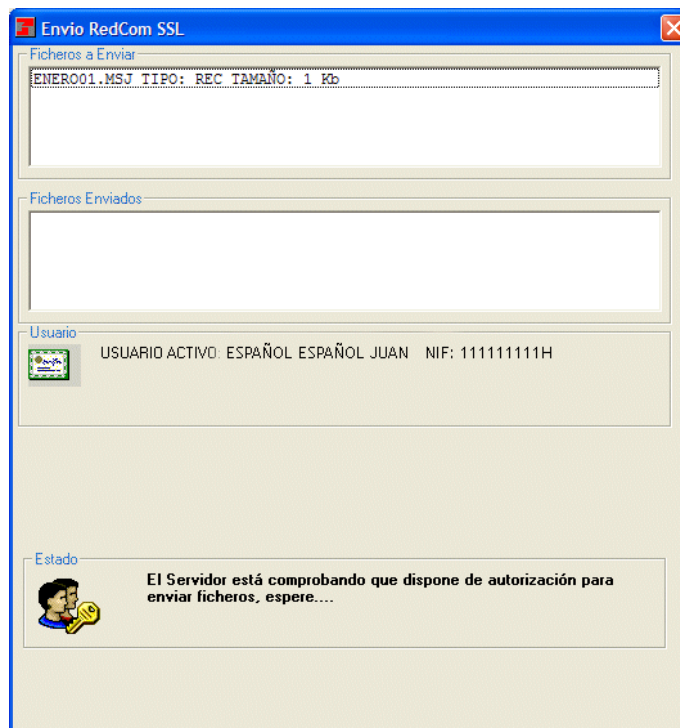 Envio RedCom SSL
Ficheros a Enviar
ENERO01.MSJ TIPO: REC TAMAÑO: 1 Kb
Ficheros Enviados
Usuario
USUARIO ACTIVO: ESPAÑOL ESPAÑOL JUAN NIF: 111111111H
Estado
El Servidor está comprobando que dispone de autorización para
enviar ficheros, espere....